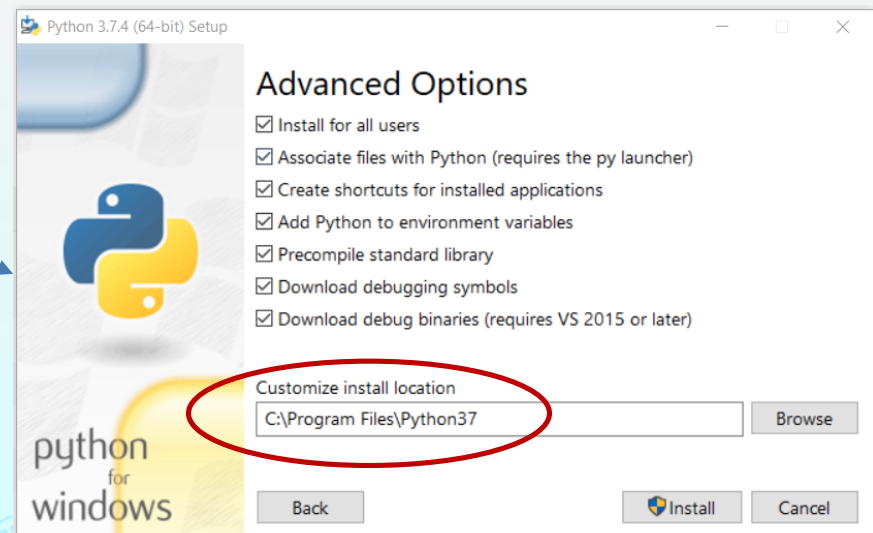 Python 3.7.4 (64-bit) Setup
Advanced Options
Install for all users
Associate files with Python (requires the py launcher)
Create shortcuts for installed applications
Add Python to environment variables
Precompile standard library
Download debugging symbols
Download debug binaries (requires VS 2015 or later)
Customize install location
C:\Program Files\Python37
Browse
python
for
windows
Back
Install
Cancel